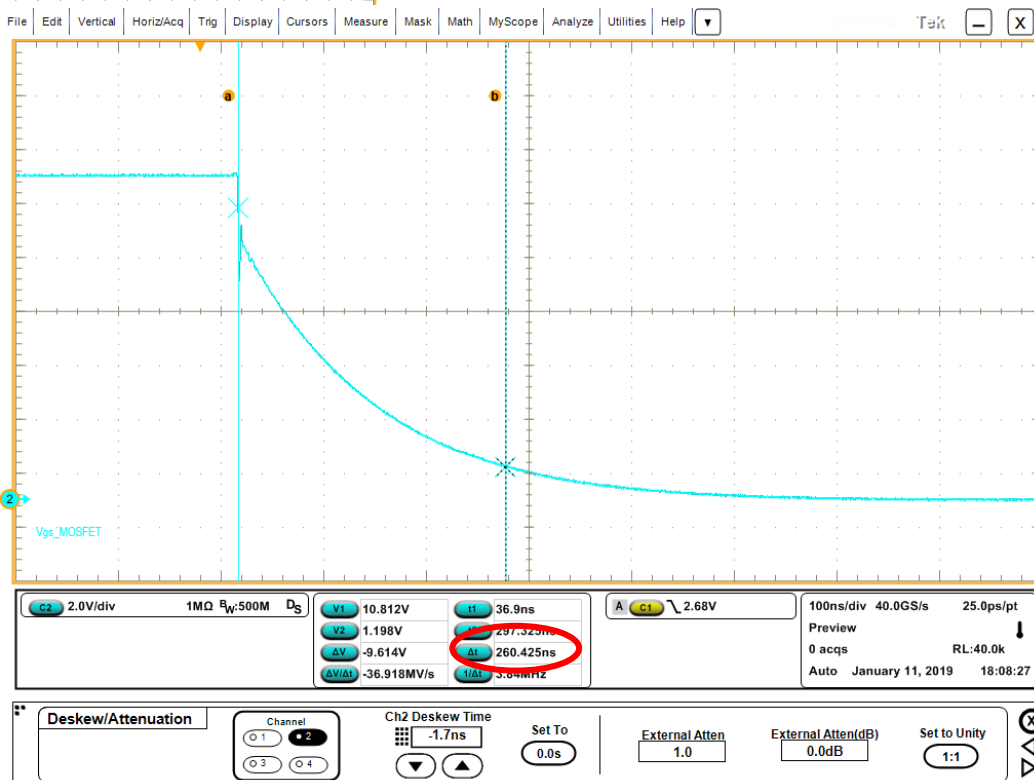 File Edit Vertical Horiz/Acq Trig Display Cursors Measure Mask Math MyScope Analyze Utilities Help Tek X
a b
2
Vgs_MOSFET
C2 2.0V/div 1MΩ BW:500M DS
V1 10.812V t1 36.9ns
V2 1.198V 297.325ns
ΔV -9.614V Δt 260.425ns
ΔV/Δt -36.918MV/s 1/Δt 3.84MHz
A C1 2.68V
100ns/div 40.0GS/s 25.0ps/pt
Preview
0 acqs RL:40.0k
Auto January 11, 2019 18:08:27
Deskew/Attenuation
Channel
1 2
3 4
Ch2 Deskew Time
-1.7ns
Set To
0.0s
External Atten
1.0
External Atten(dB)
0.0dB
Set to Unity
1:1